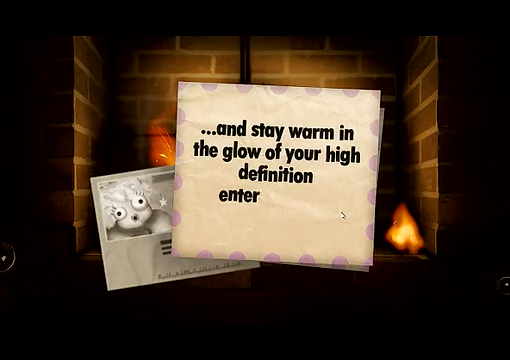 ...and stay warm in
the glow of your high
definition
enter